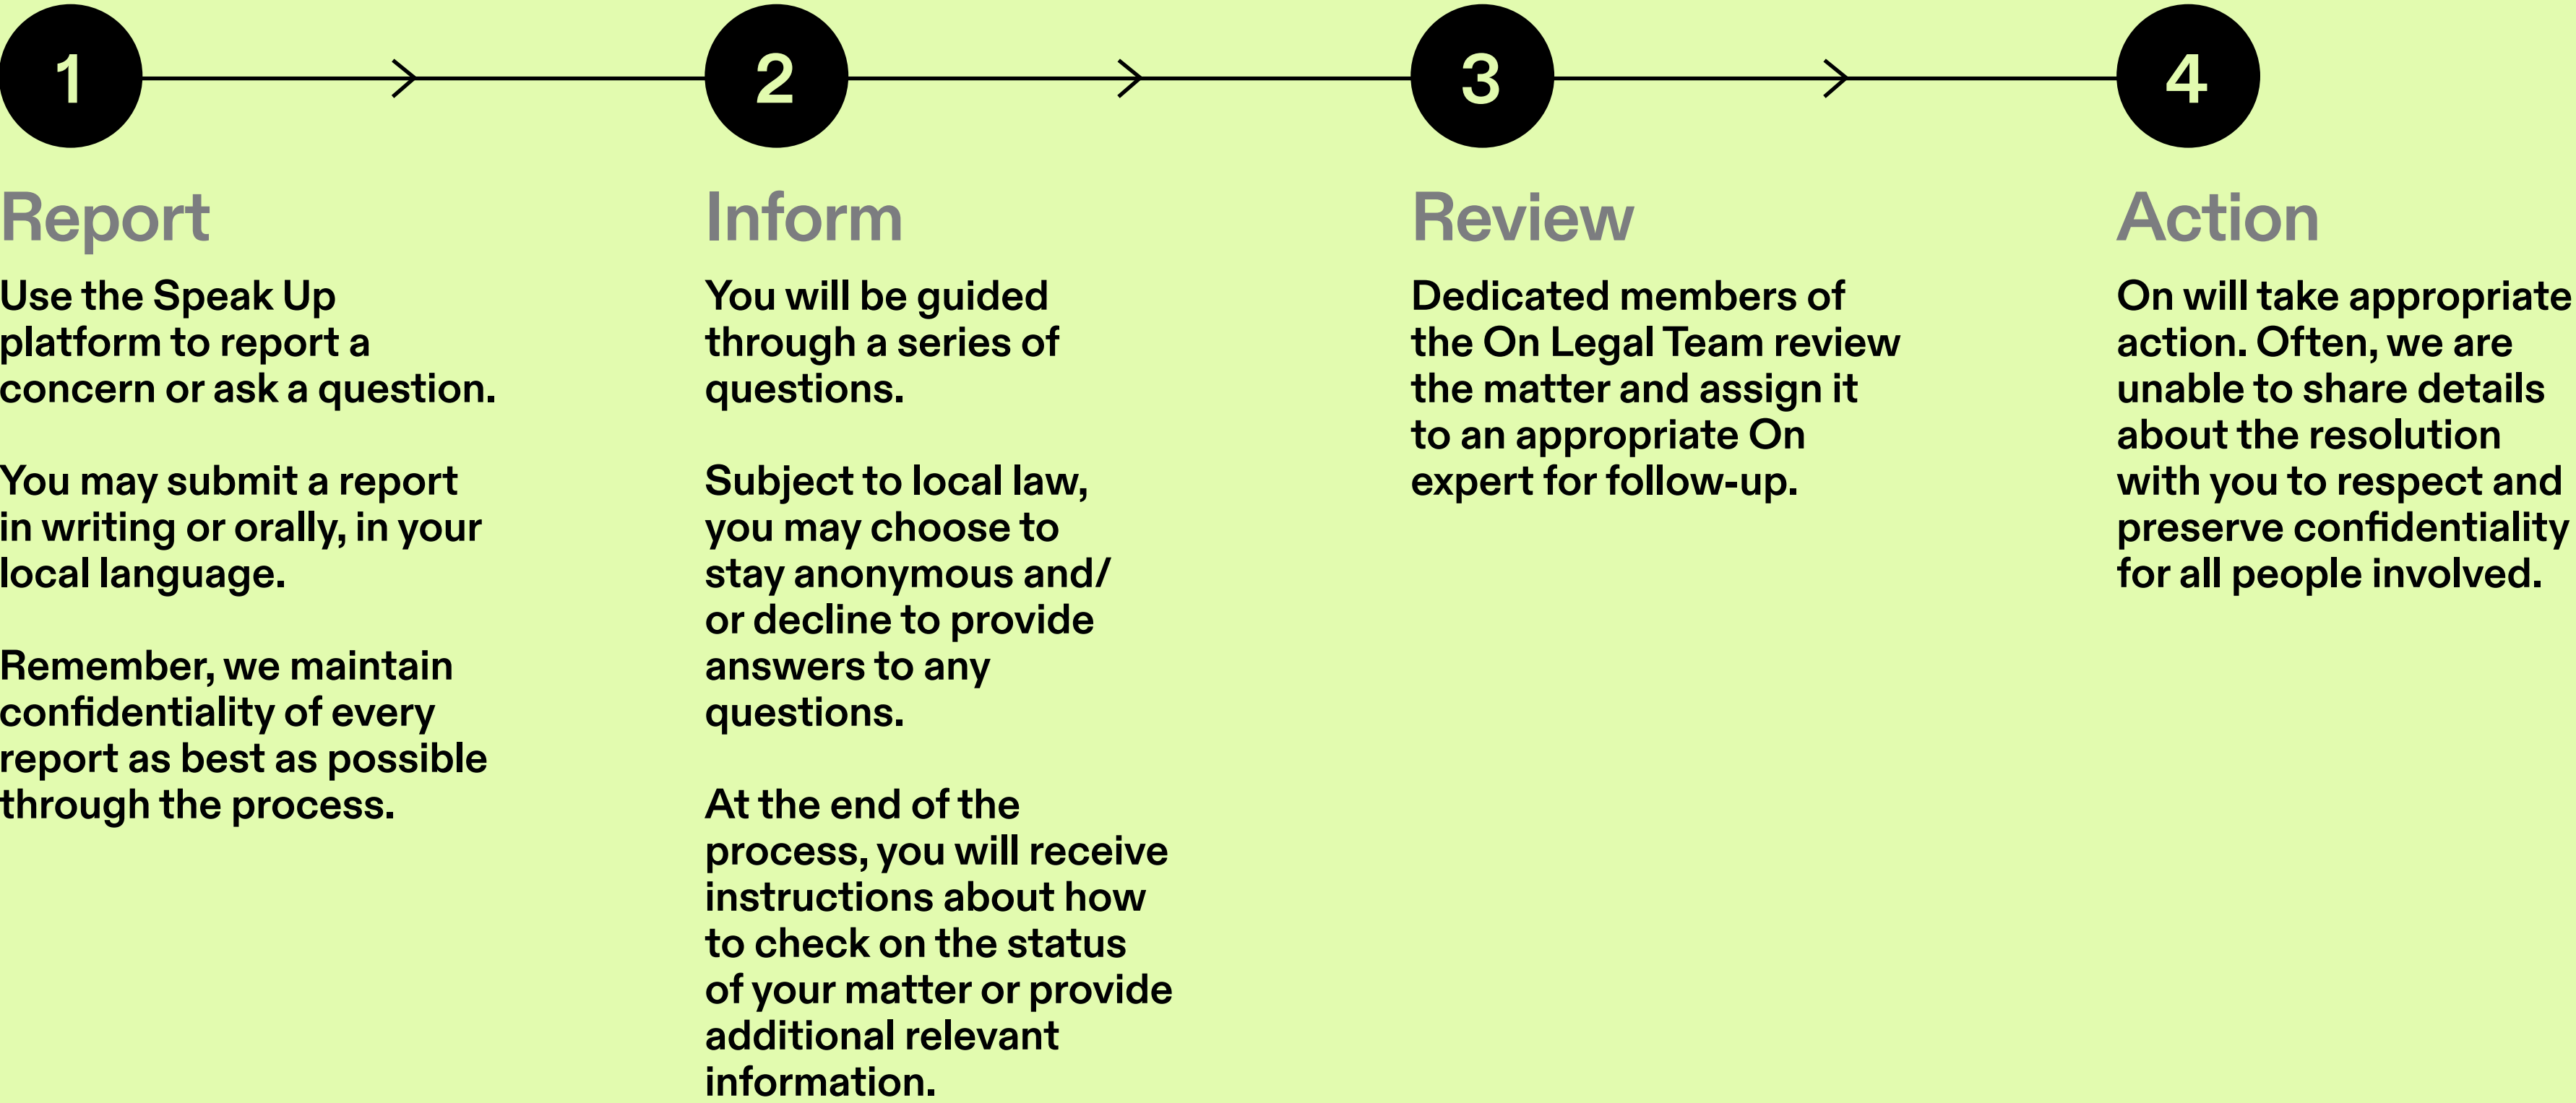 1
2
3
4
Report
Use the Speak Up
platform to report a
concern or ask a question.
You may submit a report
in writing or orally, in your
local language.
Remember, we maintain
confidentiality of every
report as best as possible
through the process.
Inform
You will be guided
through a series of
questions.
Subject to local law,
you may choose to
stay anonymous and/
or decline to provide
answers to any
questions.
At the end of the
process, you will receive
instructions about how
to check on the status
of your matter or provide
additional relevant
information.
Review
Dedicated members of
the On Legal Team review
the matter and assign it
to an appropriate On
expert for follow-up.
Action
On will take appropriate
action. Often, we are
unable to share details
about the resolution
with you to respect and
preserve confidentiality
for all people involved.